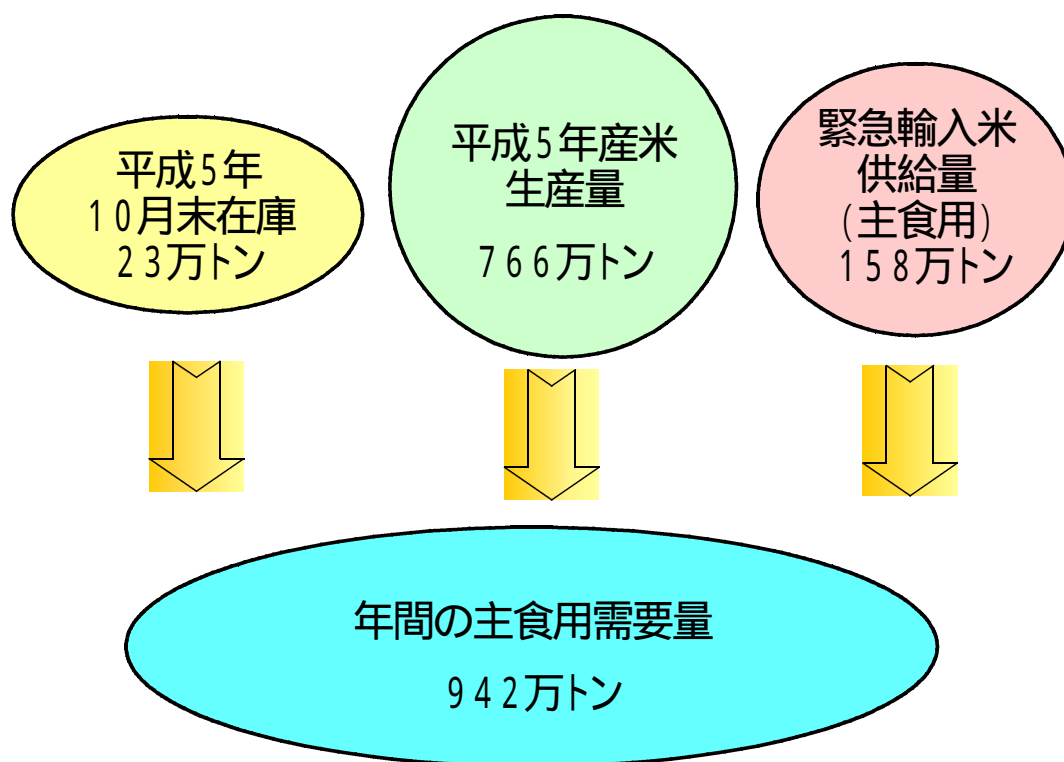 平成5年
10月末在庫
23万トン
平成5年産米
生産量
766万トン
緊急輸入米
供給量
(主食用)
158万トン
年間の主食用需要量
942万トン